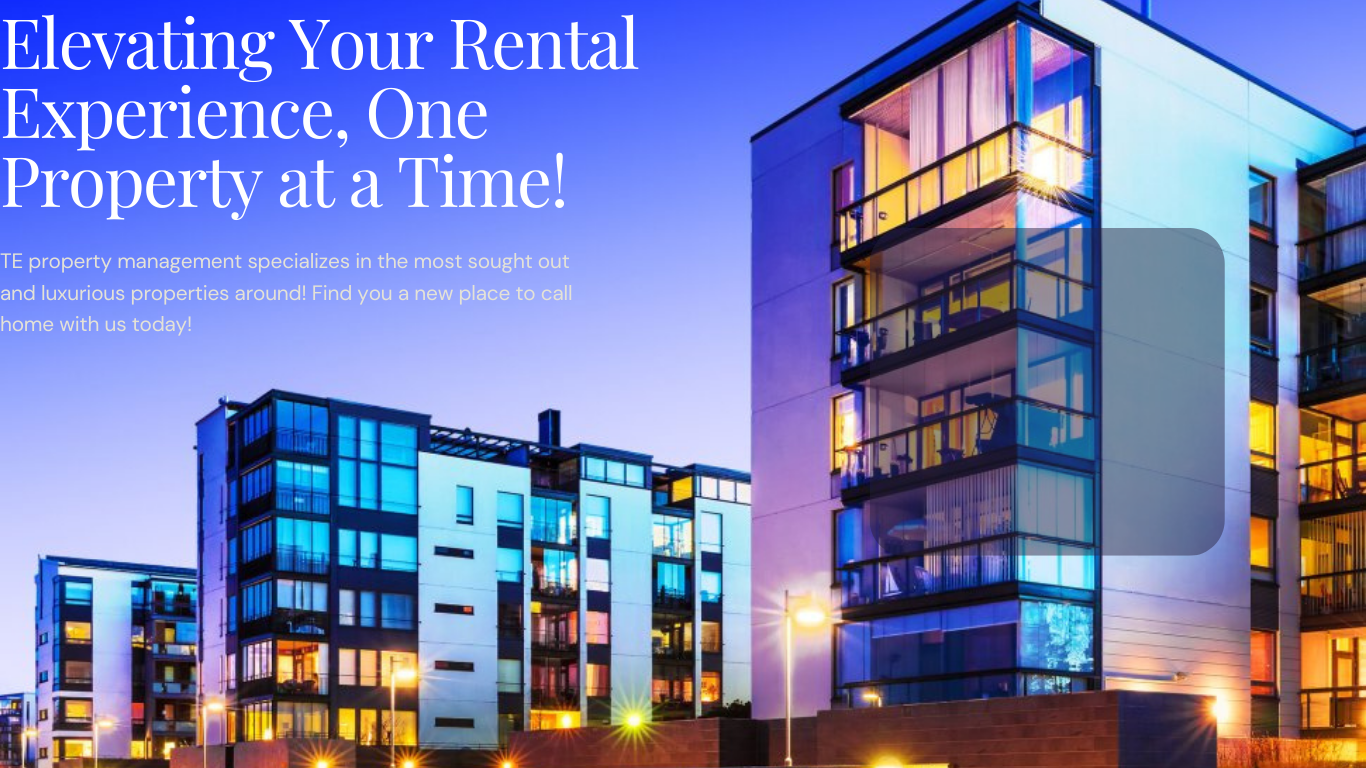 Elevating Your Rental
Experience, One
Property at a Time!
TE property management specializes in the most sought out
and luxurious properties around! Find you a new place to call
home with us today!